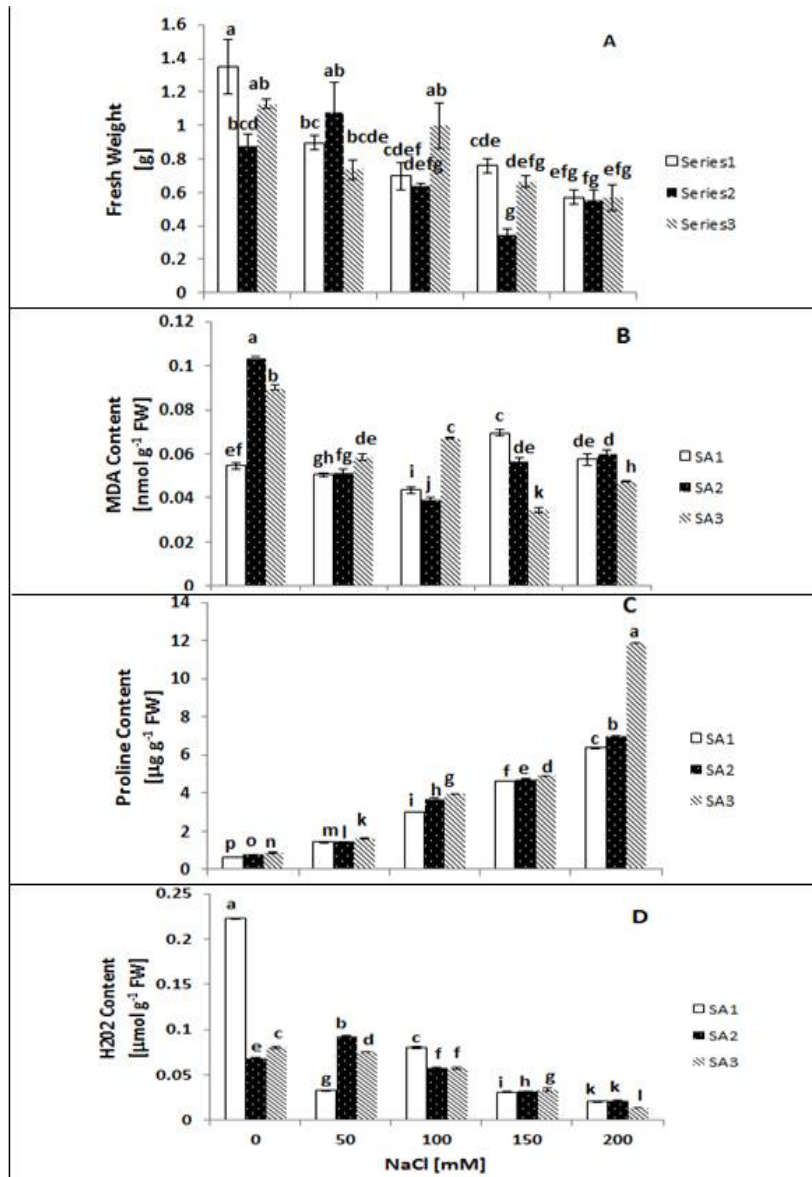 A
Fresh Weight
[g]
1.6
1.4
1.2
1
0.8
0.6
0.4
0.2
0
a
bcd
ab
bc
ab
bcde
cdef
defg
ab
cde
g
defg
efg
fg
efg
Series1
Series2
Series3
B
MDA Content
[nmol g-1 FW]
0.12
0.1
0.08
0.06
0.04
0.02
0
ef
a
b
gh
fg
de
i
j
c
c
de
k
de
d
h
SA1
SA2
SA3
C
Proline Content
[µg g-1 FW]
14
12
10
8
6
4
2
0
p
o
n
m
l
k
i
h
g
f
e
d
c
b
a
SA1
SA2
SA3
D
H202 Content
[µmol g-1 FW]
0.25
0.2
0.15
0.1
0.05
0
a
e
c
g
b
d
c
f
f
i
h
g
k
k
l
SA1
SA2
SA3
0
50
100
150
200
NaCl [mM]